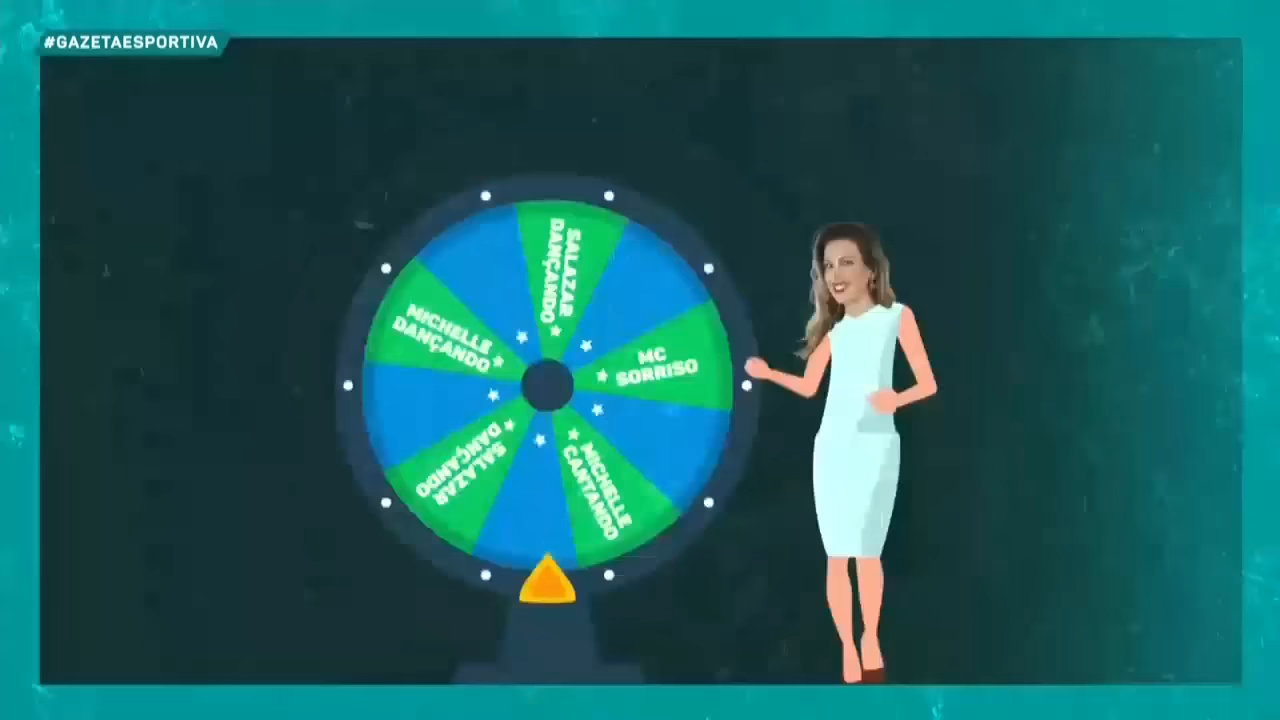 #GAZETAESPORTIVA
SALAZAR
DANÇANDO
MICHELLE
DANÇANDO
MC
SORRISO
SALAZAR
DANÇANDO
MICHELLE
CANTANDO